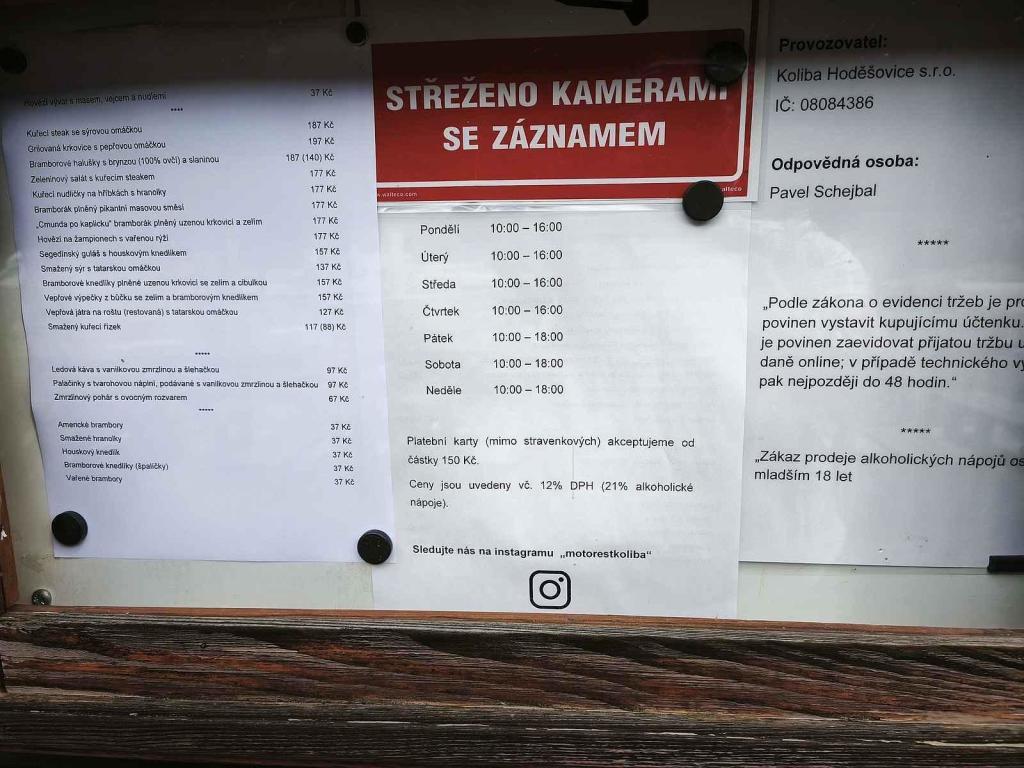 Hovězí vývar s masem, vejcem a nudlemi 37 Kč
****
Kuřecí steak se sýrovou omáčkou 187 Kč
Grilovaná krkovice s pepřovou omáčkou 197 Kč
Bramborové halušky s brynzou (100% ovčí) a slaninou 187 (140) Kč
Zeleninový salát s kuřecím steakem 177 Kč
Kuřecí nudličky na hříbkách s hranolky 177 Kč
Bramborák plněný pikantní masovou směsí 177 Kč
„Cmunda po kaplicku" bramborák plněný uzenou krkovicí a zelím 177 Kč
Hovězí na žampionech s vařenou rýží 177 Kč
Segedínský guláš s houskovým knedlíkem 157 Kč
Smažený sýr s tatarskou omáčkou 137 Kč
Bramborové knedlíky plněné uzenou krkovicí se zelím a cibulkou 157 Kč
Vepřové výpečky z bůčku se zelím a bramborovým knedlíkem 157 Kč
Vepřová játra na roštu (restovaná) s tatarskou omáčkou 127 Kč
Smažený kuřecí řízek 117 (88) Kč
*****
Ledová káva s vanilkovou zmrzlinou a šlehačkou 97 Kč
Palačinky s tvarohovou náplní, podávané s vanilkovou zmrzlinou a šlehačkou 97 Kč
Zmrzlinový pohár s ovocným rozvarem 67 Kč
*****
Americké brambory 37 Kč
Smažené hranolky 37 Kč
Houskový knedlík 37 Kč
Bramborové knedlíky (špalíčky) 37 Kč
Vařené brambory 37 Kč
STŘEŽENO KAMERAMI
SE ZÁZNAMEM
www.walteco.com walteco
Pondělí 10:00 – 16:00
Úterý 10:00 – 16:00
Středa 10:00 – 16:00
Čtvrtek 10:00 – 16:00
Pátek 10:00 – 18:00
Sobota 10:00 – 18:00
Neděle 10:00 – 18:00
Platební karty (mimo stravenkových) akceptujeme od
částky 150 Kč.
Ceny jsou uvedeny vč. 12% DPH (21% alkoholické
nápoje).
Sledujte nás na instagramu „motorestkoliba"
Provozovatel:
Koliba Hoděšovice s.r.o.
IČ: 08084386
Odpovědná osoba:
Pavel Schejbal
*****
„Podle zákona o evidenci tržeb je pro
povinen vystavit kupujícímu účtenku.
je povinen zaevidovat přijatou tržbu u
daně online; v případě technického vý
pak nejpozději do 48 hodin."
*****
„Zákaz prodeje alkoholických nápojů os
mladším 18 let